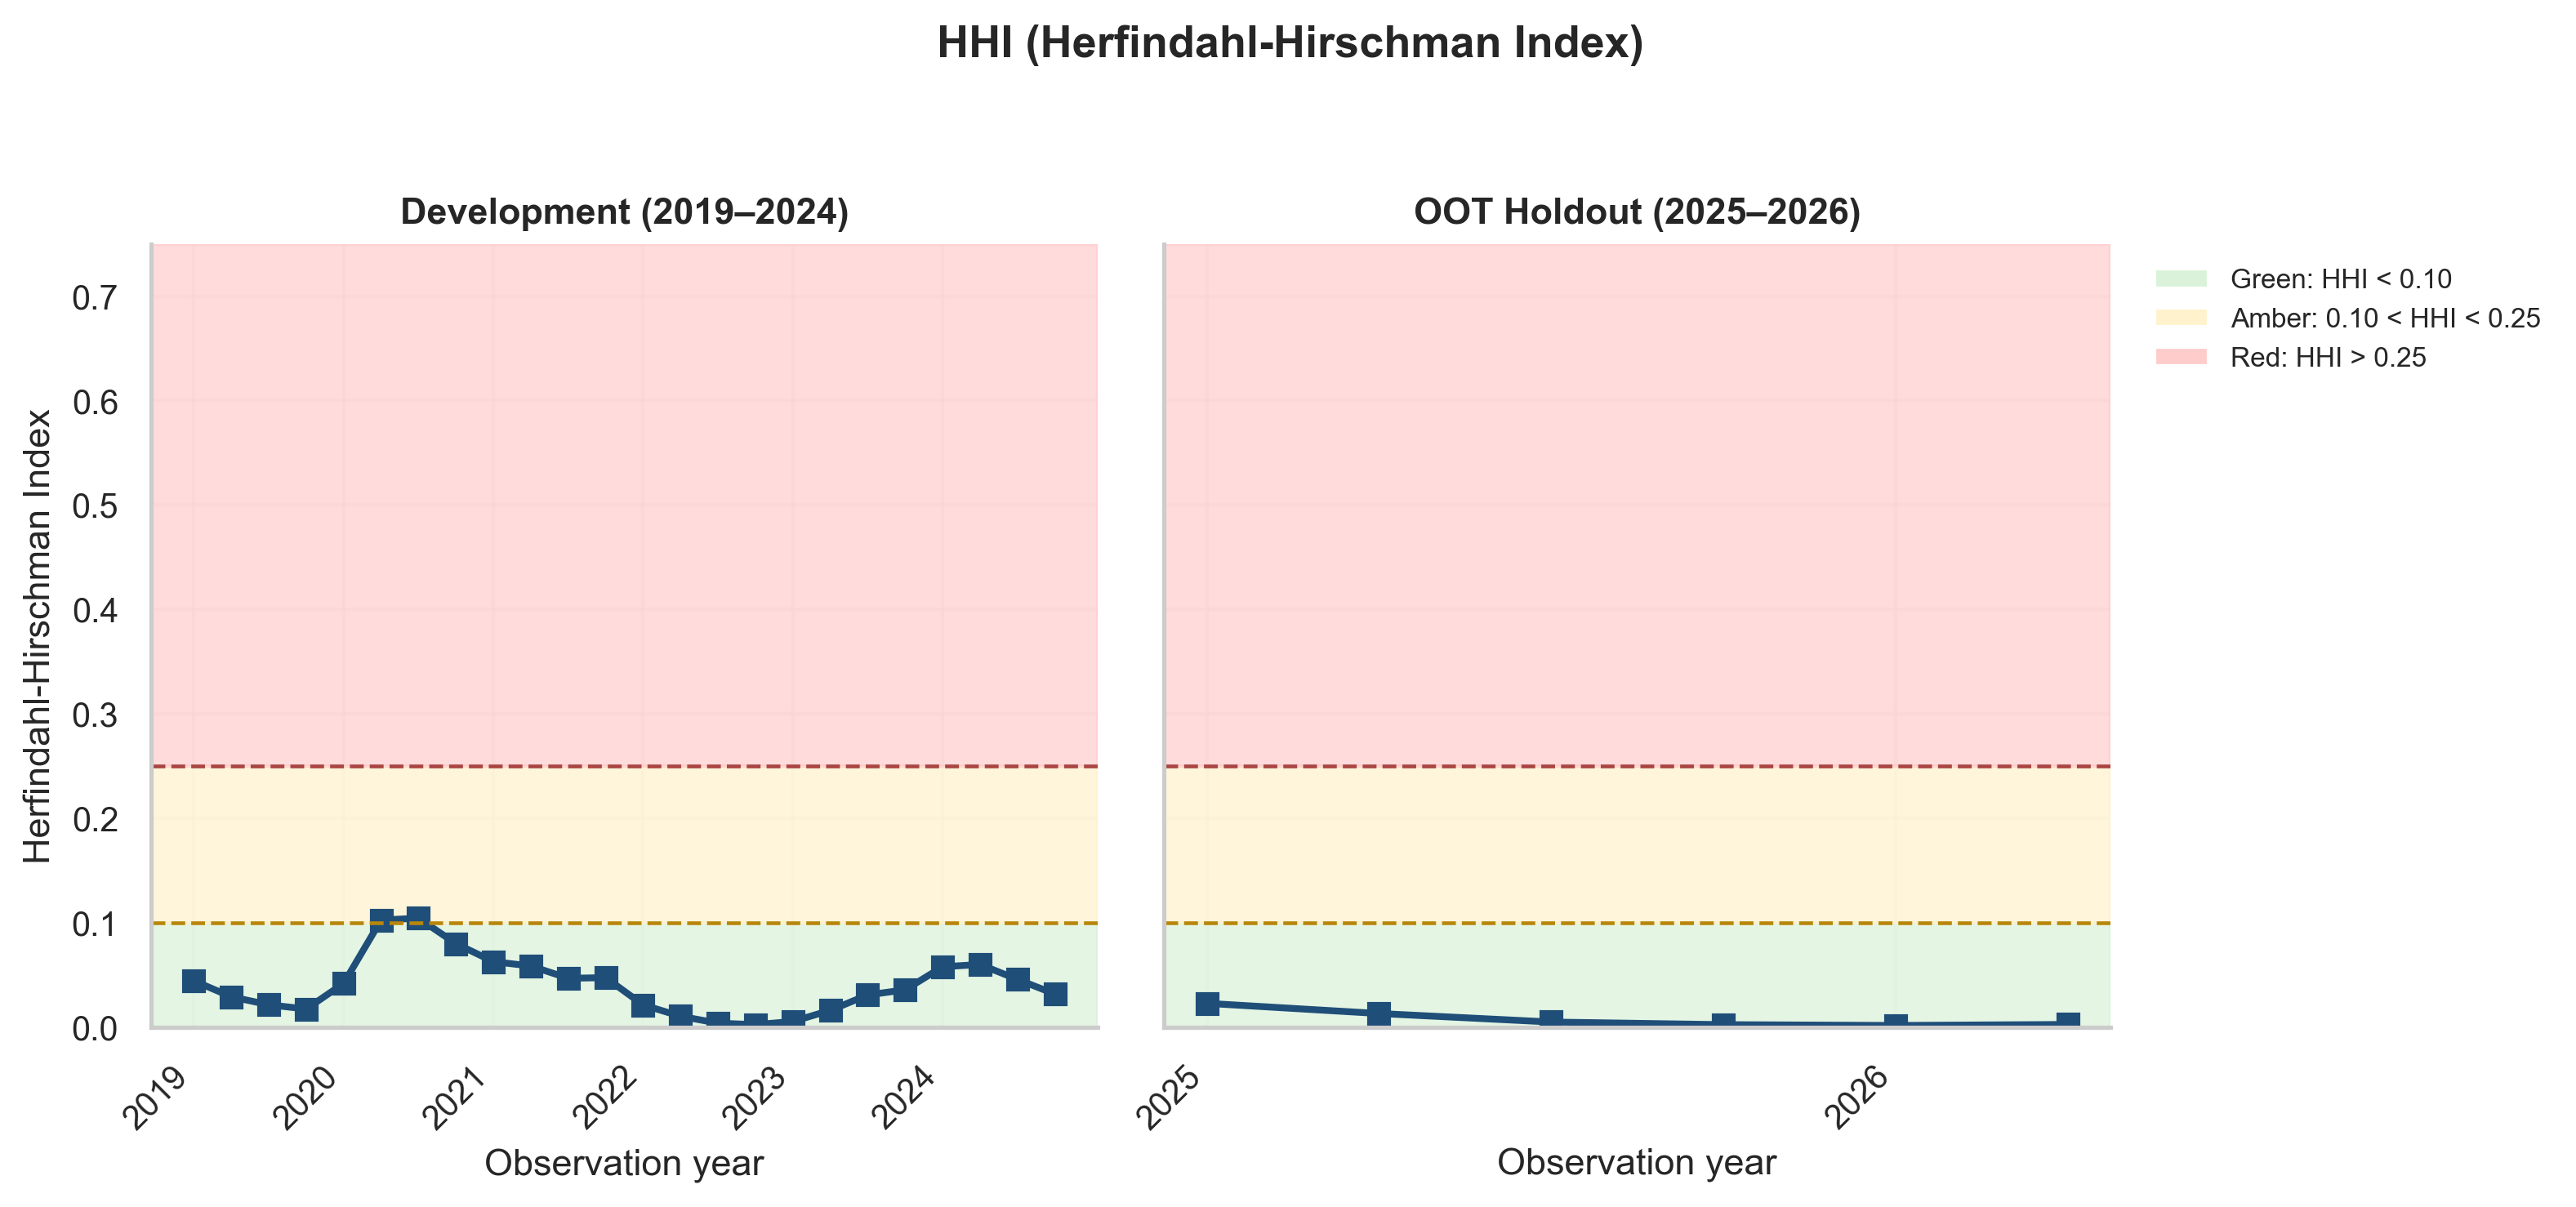 HHI (Herfindahl-Hirschman Index)
Development (2019–2024)
OOT Holdout (2025–2026)
Green: HHI < 0.10
Amber: 0.10 < HHI < 0.25
Red: HHI > 0.25
Herfindahl-Hirschman Index
0.7
0.6
0.5
0.4
0.3
0.2
0.1
0.0
2019
2020
2021
2022
2023
2024
Observation year
2025
2026
Observation year